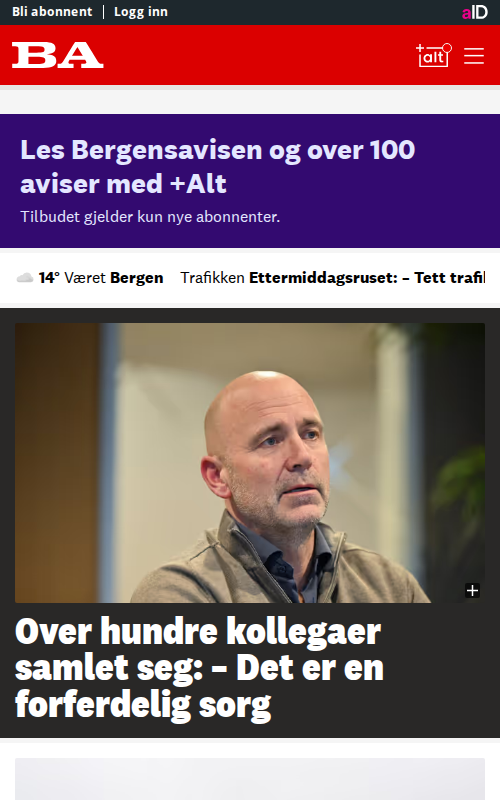 Bli abonnent | Logg inn
aID
BA
+alt
Les Bergensavisen og over 100
aviser med +Alt
Tilbudet gjelder kun nye abonnenter.
14° Været Bergen Trafikken Ettermiddagsruset: – Tett trafi
Over hundre kollegaer
samlet seg: – Det er en
forferdelig sorg